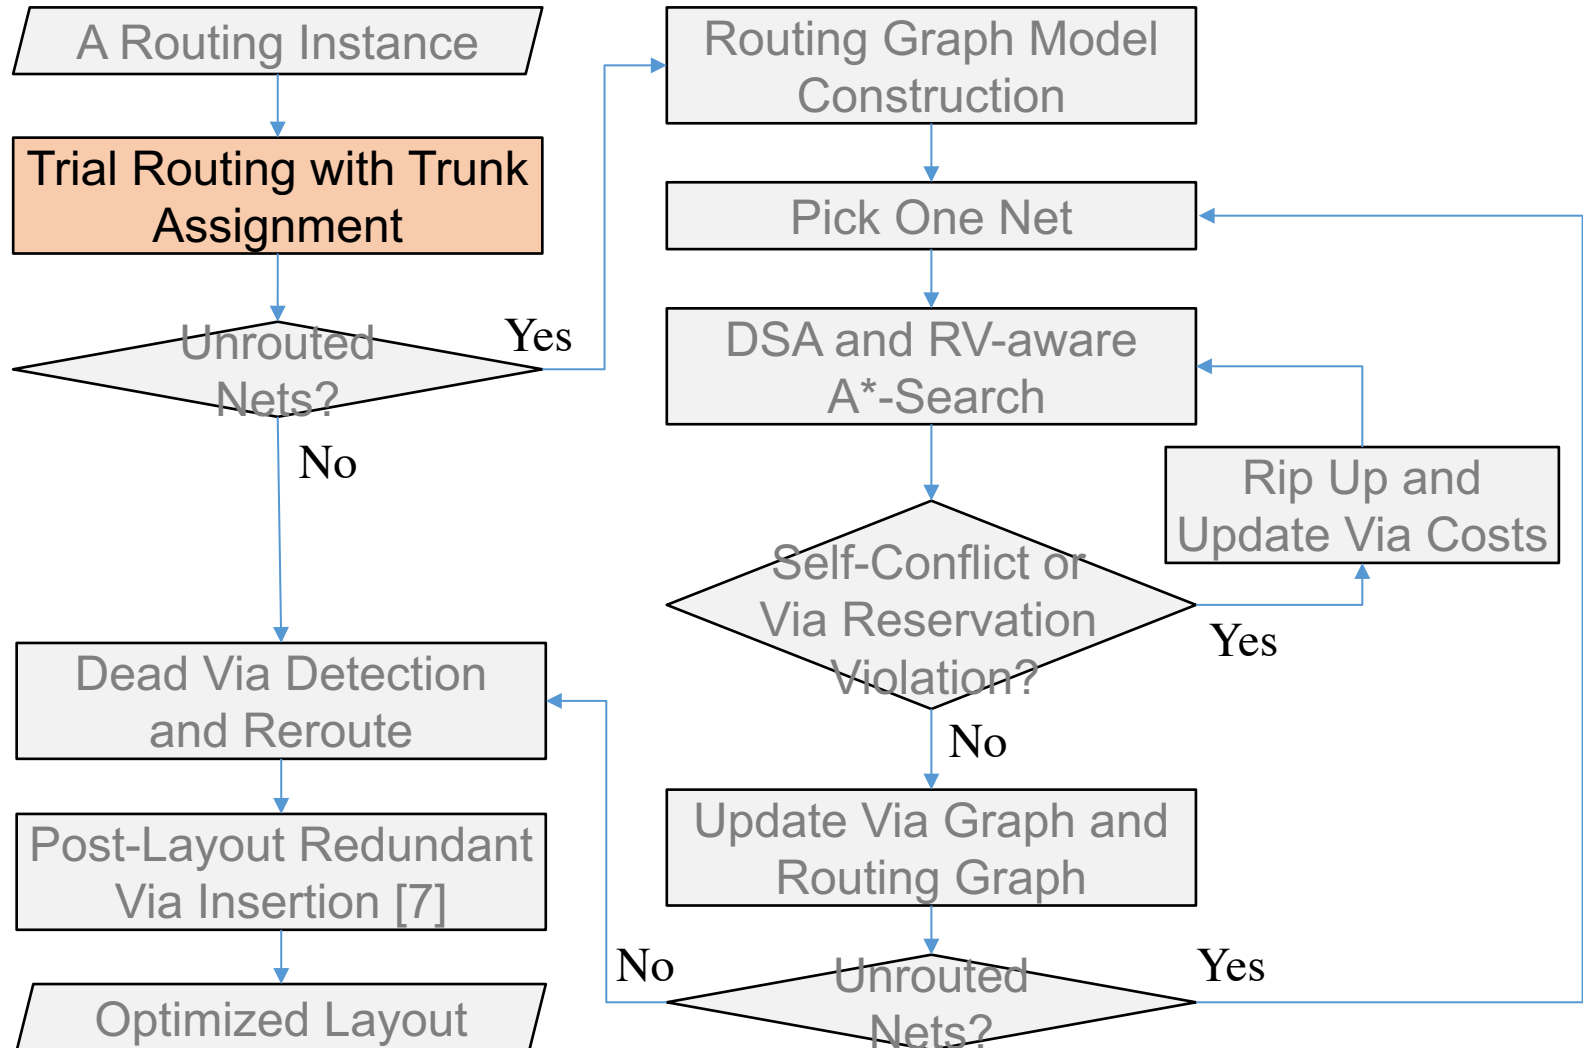 A Routing Instance
Trial Routing with Trunk
Assignment
Unrouted
Nets?
Yes
No
Dead Via Detection
and Reroute
Post-Layout Redundant
Via Insertion [7]
Optimized Layout
Routing Graph Model
Construction
Pick One Net
DSA and RV-aware
A*-Search
Rip Up and
Update Via Costs
Self-Conflict or
Via Reservation
Violation?
Yes
No
Update Via Graph and
Routing Graph
No
Unrouted
Nets?
Yes